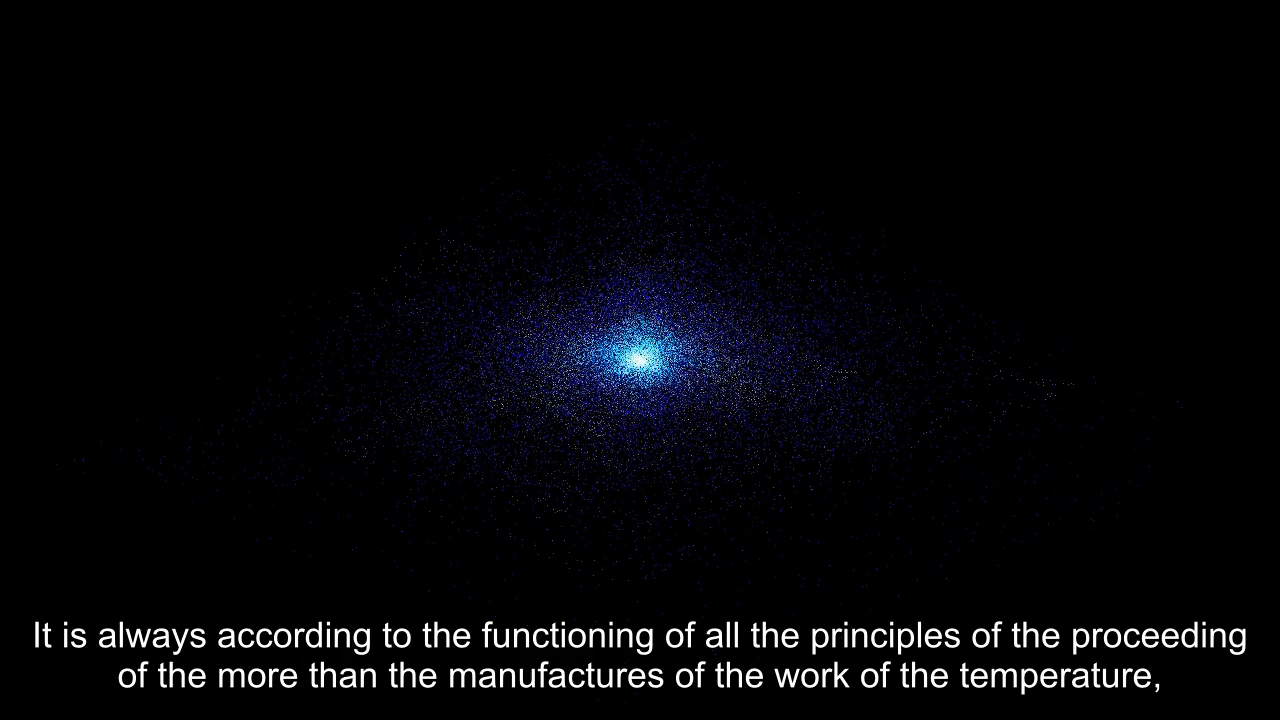 It is always according to the functioning of all the principles of the proceeding
of the more than the manufactures of the work of the temperature,